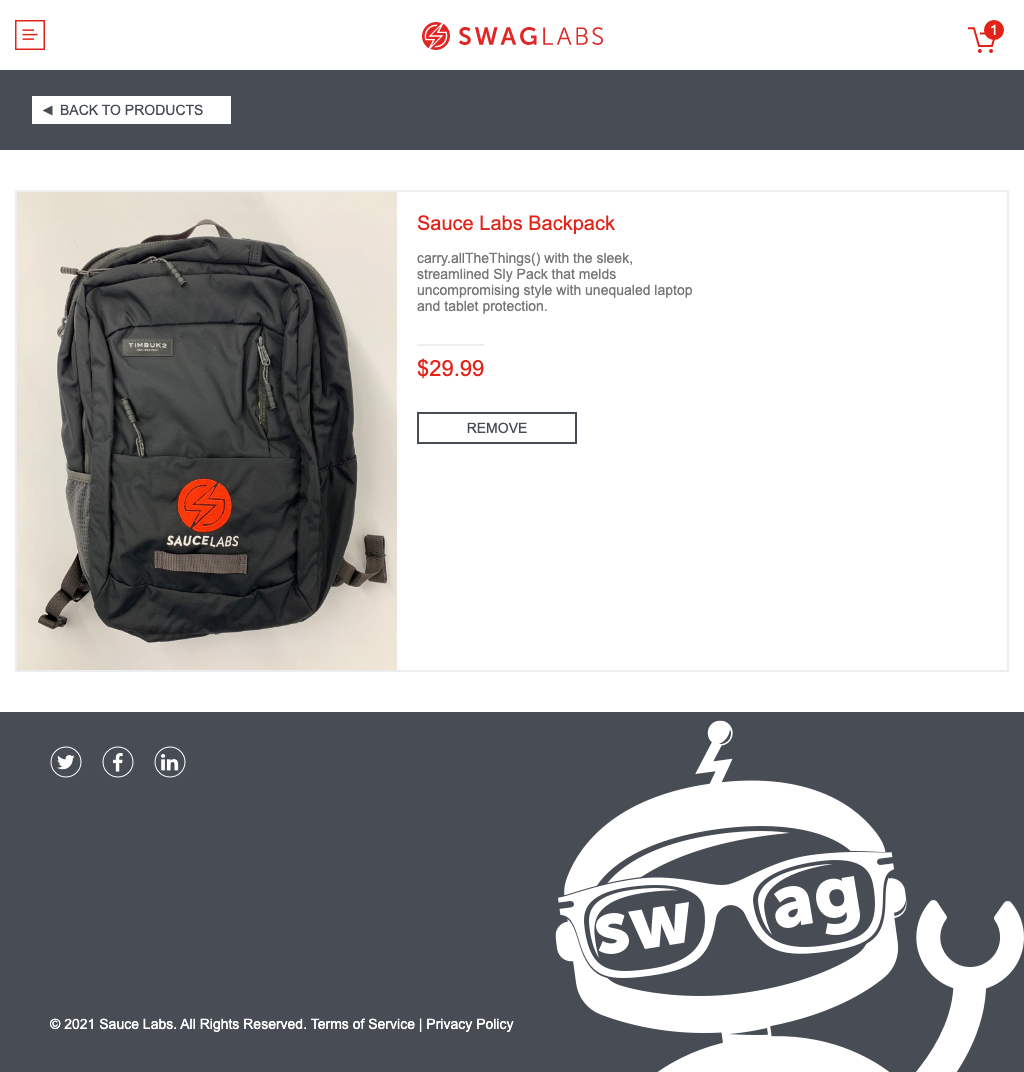 SWAGLABS
1
BACK TO PRODUCTS
TIMBUK2
SAUCELABS
Sauce Labs Backpack
carry.allTheThings() with the sleek,
streamlined Sly Pack that melds
uncompromising style with unequaled laptop
and tablet protection.
$29.99
REMOVE
swag
© 2021 Sauce Labs. All Rights Reserved. Terms of Service | Privacy Policy